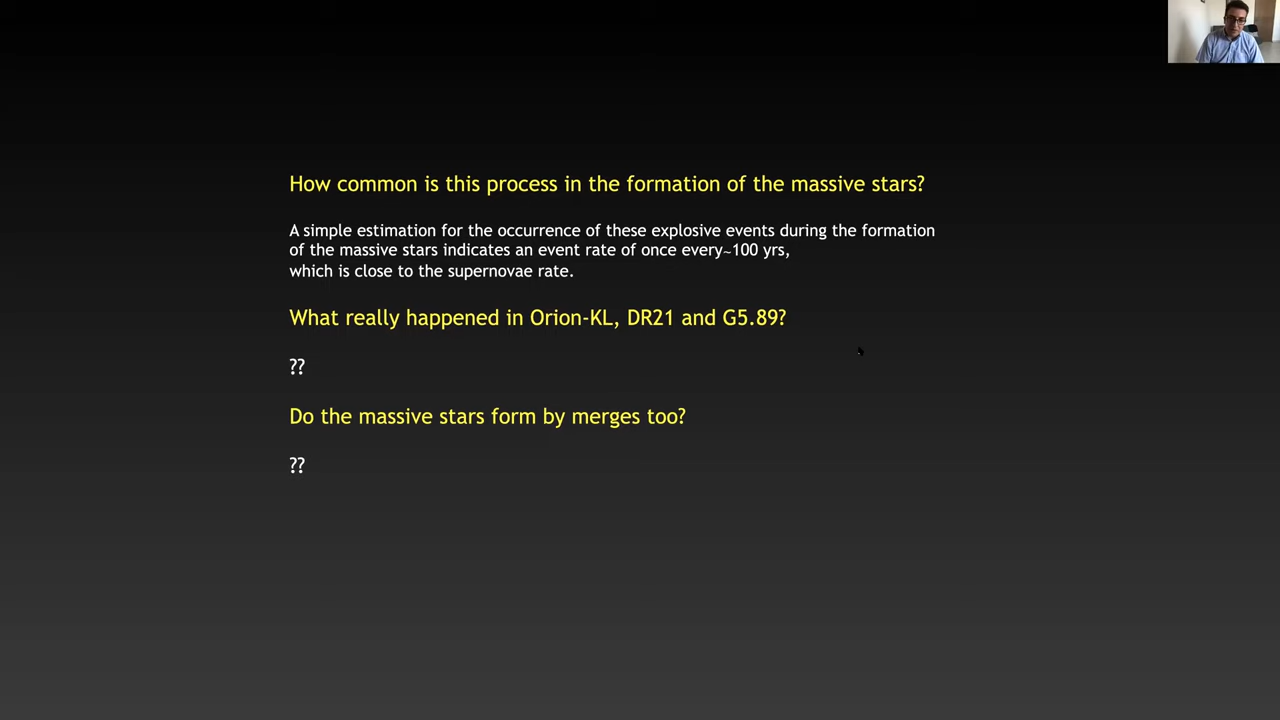 How common is this process in the formation of the massive stars?
A simple estimation for the occurrence of these explosive events during the formation
of the massive stars indicates an event rate of once every~100 yrs,
which is close to the supernovae rate.
What really happened in Orion-KL, DR21 and G5.89?
??
Do the massive stars form by merges too?
??